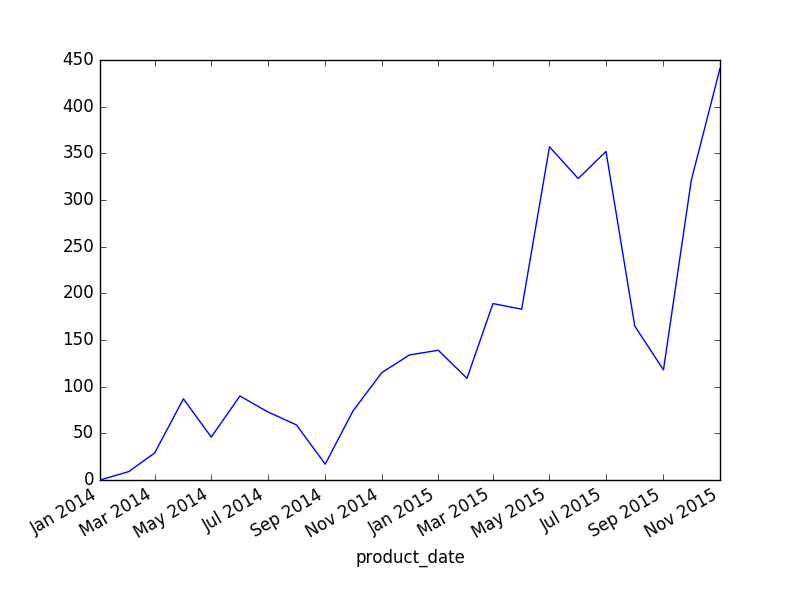 450
400
350
300
250
200
150
100
50
0
Jan 2014
Mar 2014
May 2014
Jul 2014
Sep 2014
Nov 2014
Jan 2015
Mar 2015
May 2015
Jul 2015
Sep 2015
Nov 2015
product_date